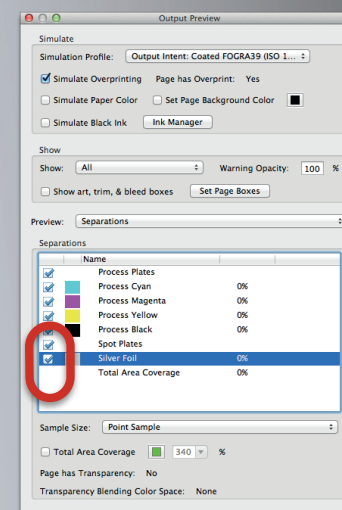 Output Preview
Simulate
Simulation Profile: Output Intent: Coated FOGRA39 (ISO 1...
Simulate Overprinting Page has Overprint: Yes
Simulate Paper Color Set Page Background Color
Simulate Black Ink Ink Manager
Show
Show: All Warning Opacity: 100 %
Show art, trim, & bleed boxes Set Page Boxes
Preview: Separations
Separations
Name
Process Plates
Process Cyan 0%
Process Magenta 0%
Process Yellow 0%
Process Black 0%
Spot Plates
Silver Foil 0%
Total Area Coverage 0%
Sample Size: Point Sample
Total Area Coverage 340 %
Page has Transparency: No
Transparency Blending Color Space: None